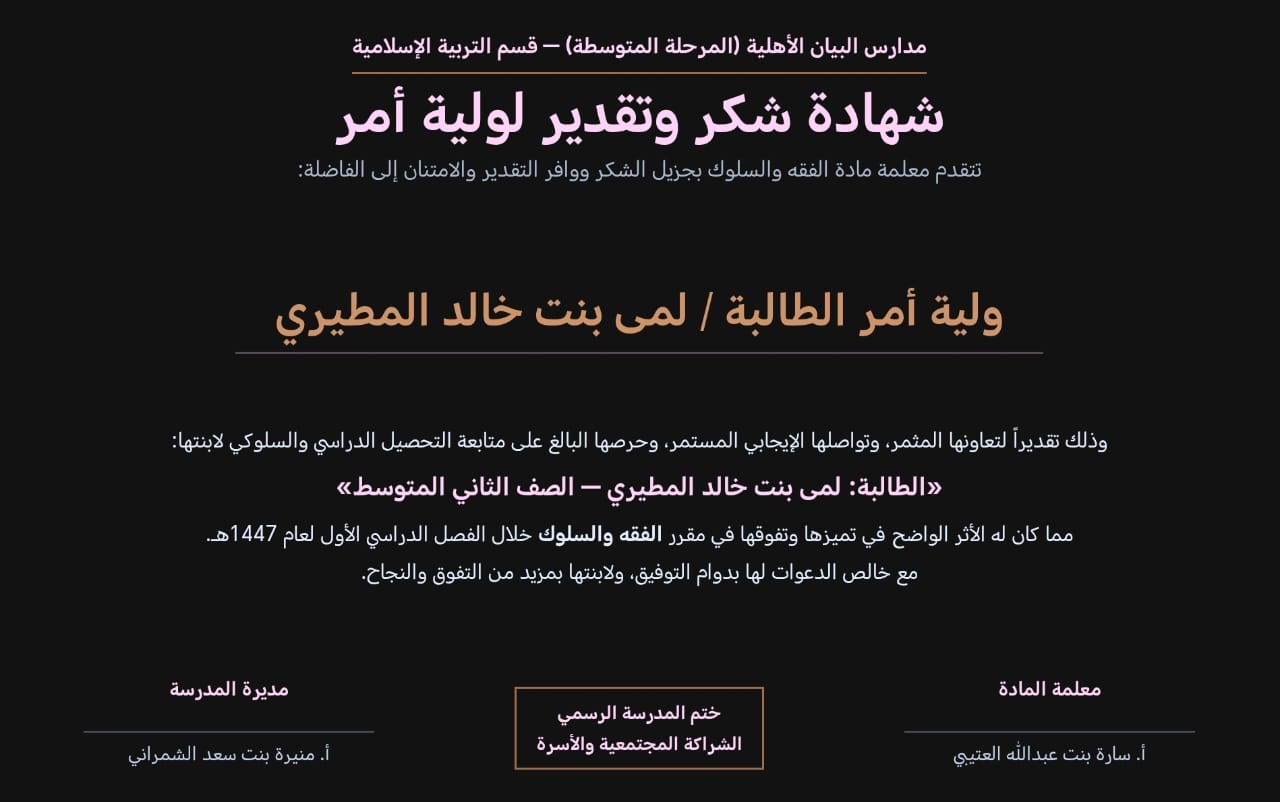 مدارس البيان الأهلية (المرحلة المتوسطة) — قسم التربية الإسلامية
شهادة شكر وتقدير لولية أمر
تتقدم معلمة مادة الفقه والسلوك بجزيل الشكر ووافر التقدير والامتنان إلى الفاضلة:
ولية أمر الطالبة / لمى بنت خالد المطيري
وذلك تقديراً لتعاونها المثمر، وتواصلها الإيجابي المستمر، وحرصها البالغ على متابعة التحصيل الدراسي والسلوكي لابنتها:
«الطالبة: لمى بنت خالد المطيري — الصف الثاني المتوسط»
مما كان له الأثر الواضح في تميزها وتفوقها في مقرر الفقه والسلوك خلال الفصل الدراسي الأول لعام 1447هـ.
مع خالص الدعوات لها بدوام التوفيق، ولابنتها بمزيد من التفوق والنجاح.
معلمة المادة
أ. سارة بنت عبدالله العتيبي
ختم المدرسة الرسمي
الشراكة المجتمعية والأسرة
مديرة المدرسة
أ. منيرة بنت سعد الشمراني